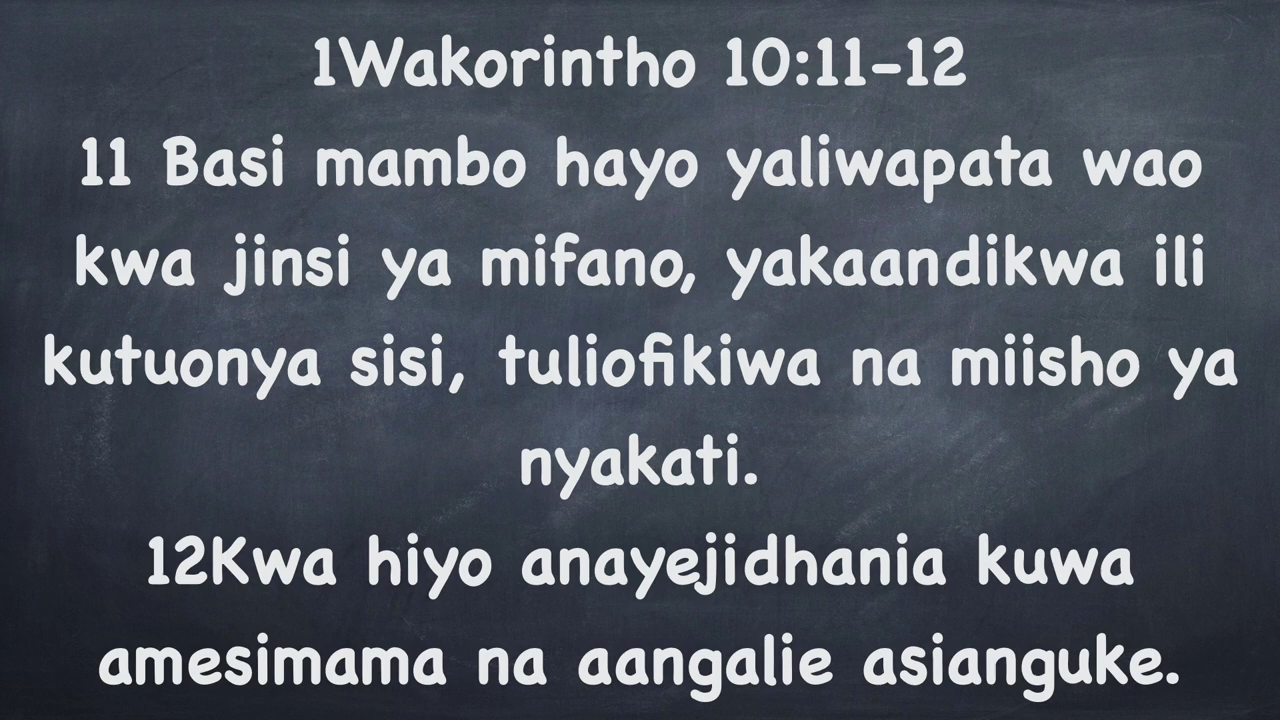 1Wakorintho 10:11-12
11 Basi mambo hayo yaliwapata wao
kwa jinsi ya mifano, yakaandikwa ili
kutuonya sisi, tuliofikiwa na miisho ya
nyakati.
12Kwa hiyo anayejidhania kuwa
amesimama na aangalie asianguke.